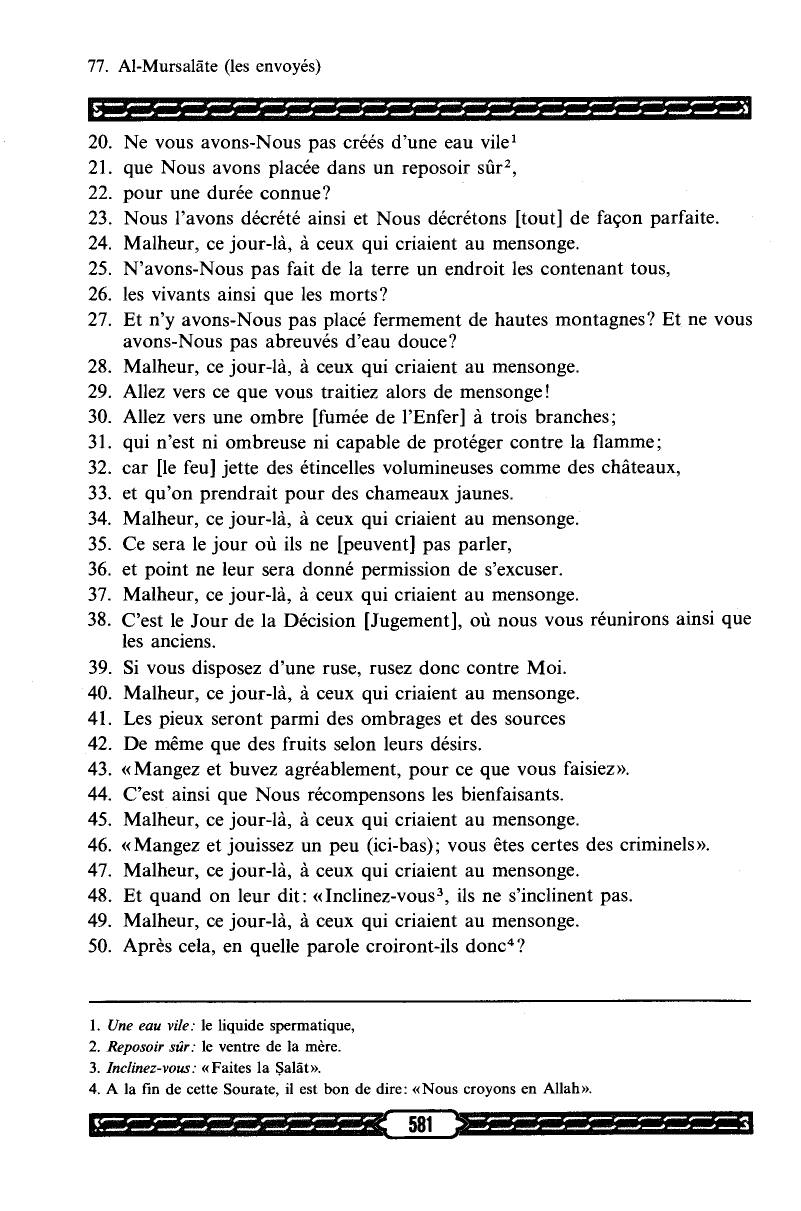 77. Al-Mursalāte (les envoyés)
20. Ne vous avons-Nous pas créés d'une eau vile¹
21. que Nous avons placée dans un reposoir sûr²,
22. pour une durée connue?
23. Nous l'avons décrété ainsi et Nous décrétons [tout] de façon parfaite.
24. Malheur, ce jour-là, à ceux qui criaient au mensonge.
25. N'avons-Nous pas fait de la terre un endroit les contenant tous,
26. les vivants ainsi que les morts?
27. Et n'y avons-Nous pas placé fermement de hautes montagnes? Et ne vous
avons-Nous pas abreuvés d'eau douce?
28. Malheur, ce jour-là, à ceux qui criaient au mensonge.
29. Allez vers ce que vous traitiez alors de mensonge!
30. Allez vers une ombre [fumée de l'Enfer] à trois branches;
31. qui n'est ni ombreuse ni capable de protéger contre la flamme;
32. car [le feu] jette des étincelles volumineuses comme des châteaux,
33. et qu'on prendrait pour des chameaux jaunes.
34. Malheur, ce jour-là, à ceux qui criaient au mensonge.
35. Ce sera le jour où ils ne [peuvent] pas parler,
36. et point ne leur sera donné permission de s'excuser.
37. Malheur, ce jour-là, à ceux qui criaient au mensonge.
38. C'est le Jour de la Décision [Jugement], où nous vous réunirons ainsi que
les anciens.
39. Si vous disposez d'une ruse, rusez donc contre Moi.
40. Malheur, ce jour-là, à ceux qui criaient au mensonge.
41. Les pieux seront parmi des ombrages et des sources
42. De même que des fruits selon leurs désirs.
43. «Mangez et buvez agréablement, pour ce que vous faisiez».
44. C'est ainsi que Nous récompensons les bienfaisants.
45. Malheur, ce jour-là, à ceux qui criaient au mensonge.
46. «Mangez et jouissez un peu (ici-bas); vous êtes certes des criminels».
47. Malheur, ce jour-là, à ceux qui criaient au mensonge.
48. Et quand on leur dit: «Inclinez-vous³, ils ne s'inclinent pas.
49. Malheur, ce jour-là, à ceux qui criaient au mensonge.
50. Après cela, en quelle parole croiront-ils donc⁴?
1. Une eau vile: le liquide spermatique,
2. Reposoir sûr: le ventre de la mère.
3. Inclinez-vous: «Faites la Ṣalāt».
4. A la fin de cette Sourate, il est bon de dire: «Nous croyons en Allah».
581